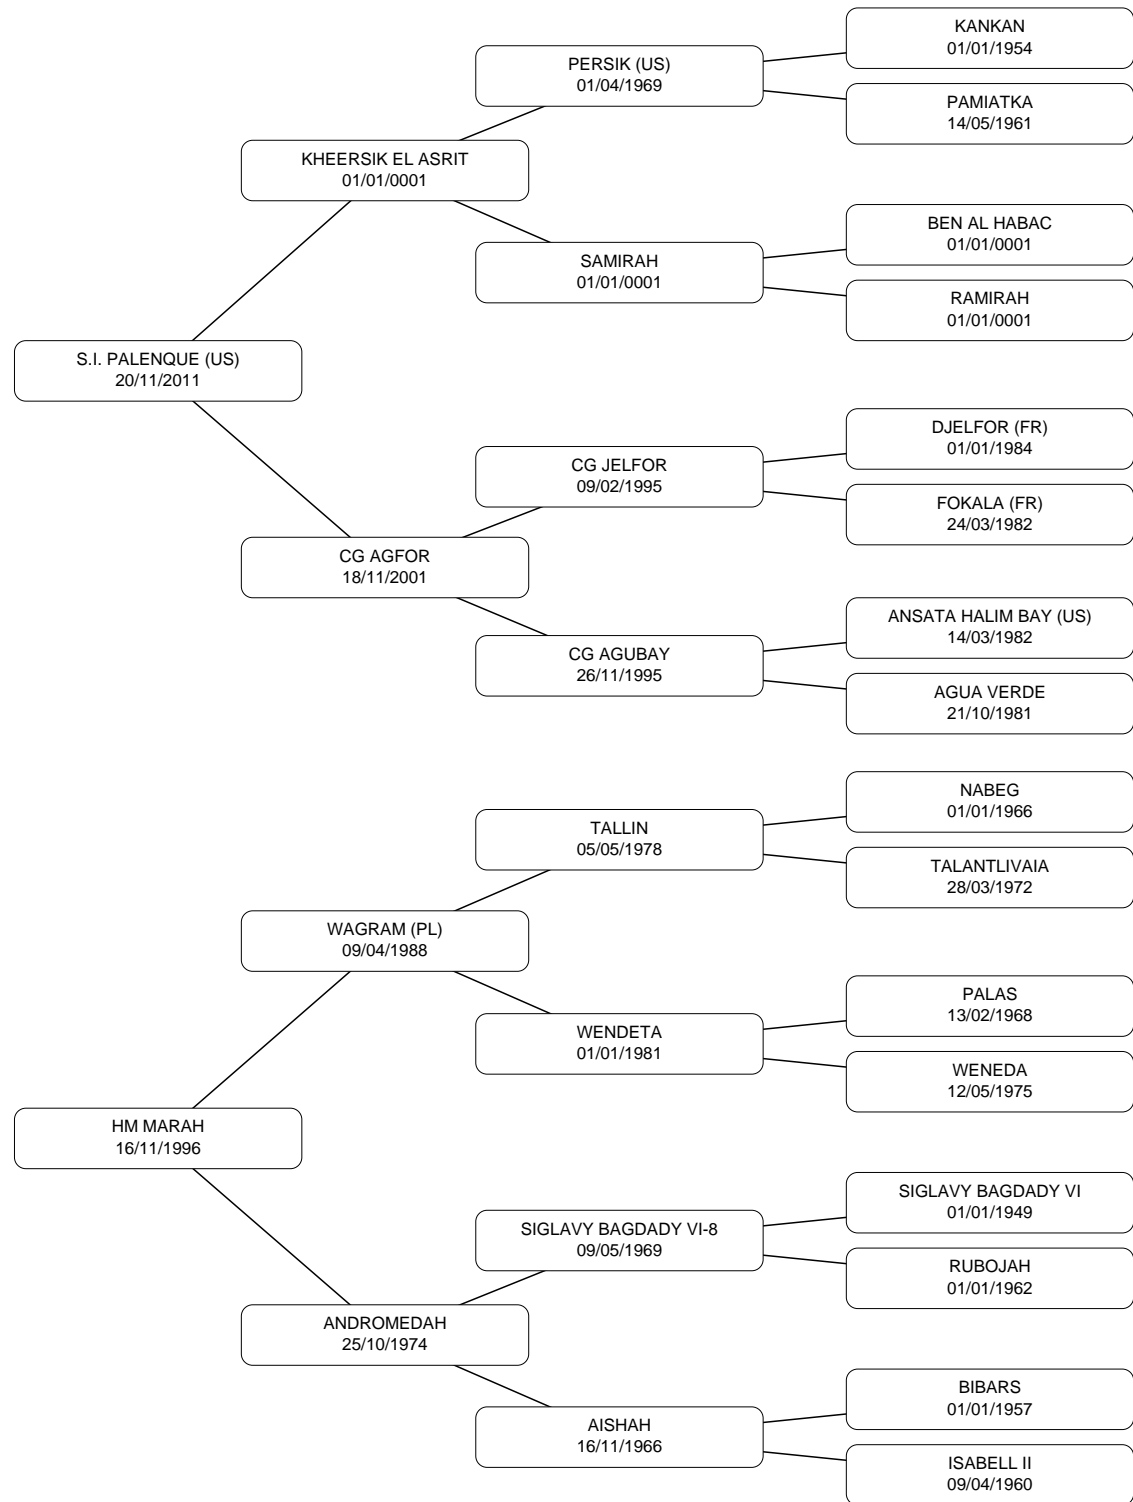 KANKAN
01/01/1954
PERSIK (US)
01/04/1969
PAMIATKA
14/05/1961
KHEERSIK EL ASRIT
01/01/0001
BEN AL HABAC
01/01/0001
SAMIRAH
01/01/0001
RAMIRAH
01/01/0001
S.I. PALENQUE (US)
20/11/2011
DJELFOR (FR)
01/01/1984
CG JELFOR
09/02/1995
FOKALA (FR)
24/03/1982
CG AGFOR
18/11/2001
ANSATA HALIM BAY (US)
14/03/1982
CG AGUBAY
26/11/1995
AGUA VERDE
21/10/1981
NABEG
01/01/1966
TALLIN
05/05/1978
TALANTLIVAIA
28/03/1972
WAGRAM (PL)
09/04/1988
PALAS
13/02/1968
WENDETA
01/01/1981
WENEDA
12/05/1975
HM MARAH
16/11/1996
SIGLAVY BAGDADY VI
01/01/1949
SIGLAVY BAGDADY VI-8
09/05/1969
RUBOJAH
01/01/1962
ANDROMEDAH
25/10/1974
BIBARS
01/01/1957
AISHAH
16/11/1966
ISABELL II
09/04/1960